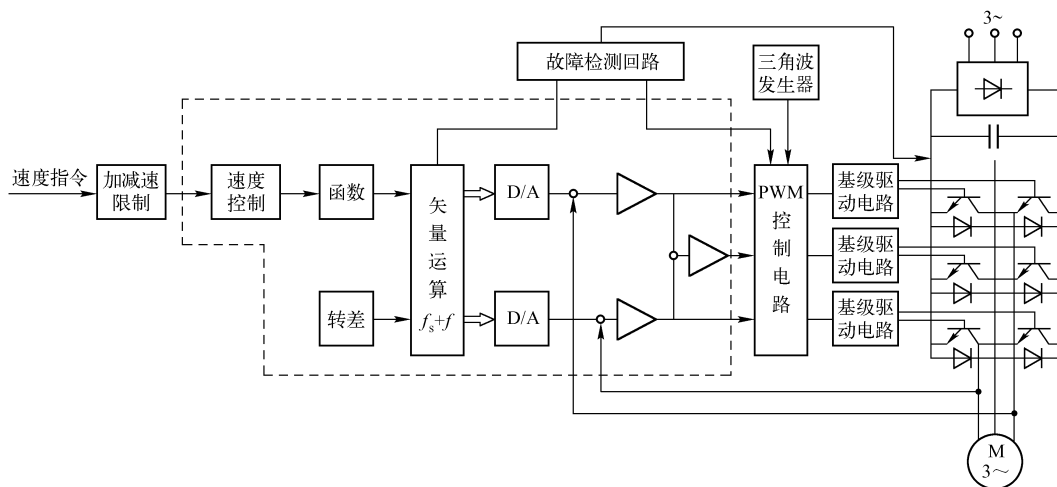 3~
故障检测回路
三角波
发生器
速度指令
加减速
限制
速度
控制
函数
矢
量
运
算
fs+f
D/A
PWM
控
制
电
路
基级驱
动电路
基级驱
动电路
转差
D/A
基级驱
动电路
M
3~